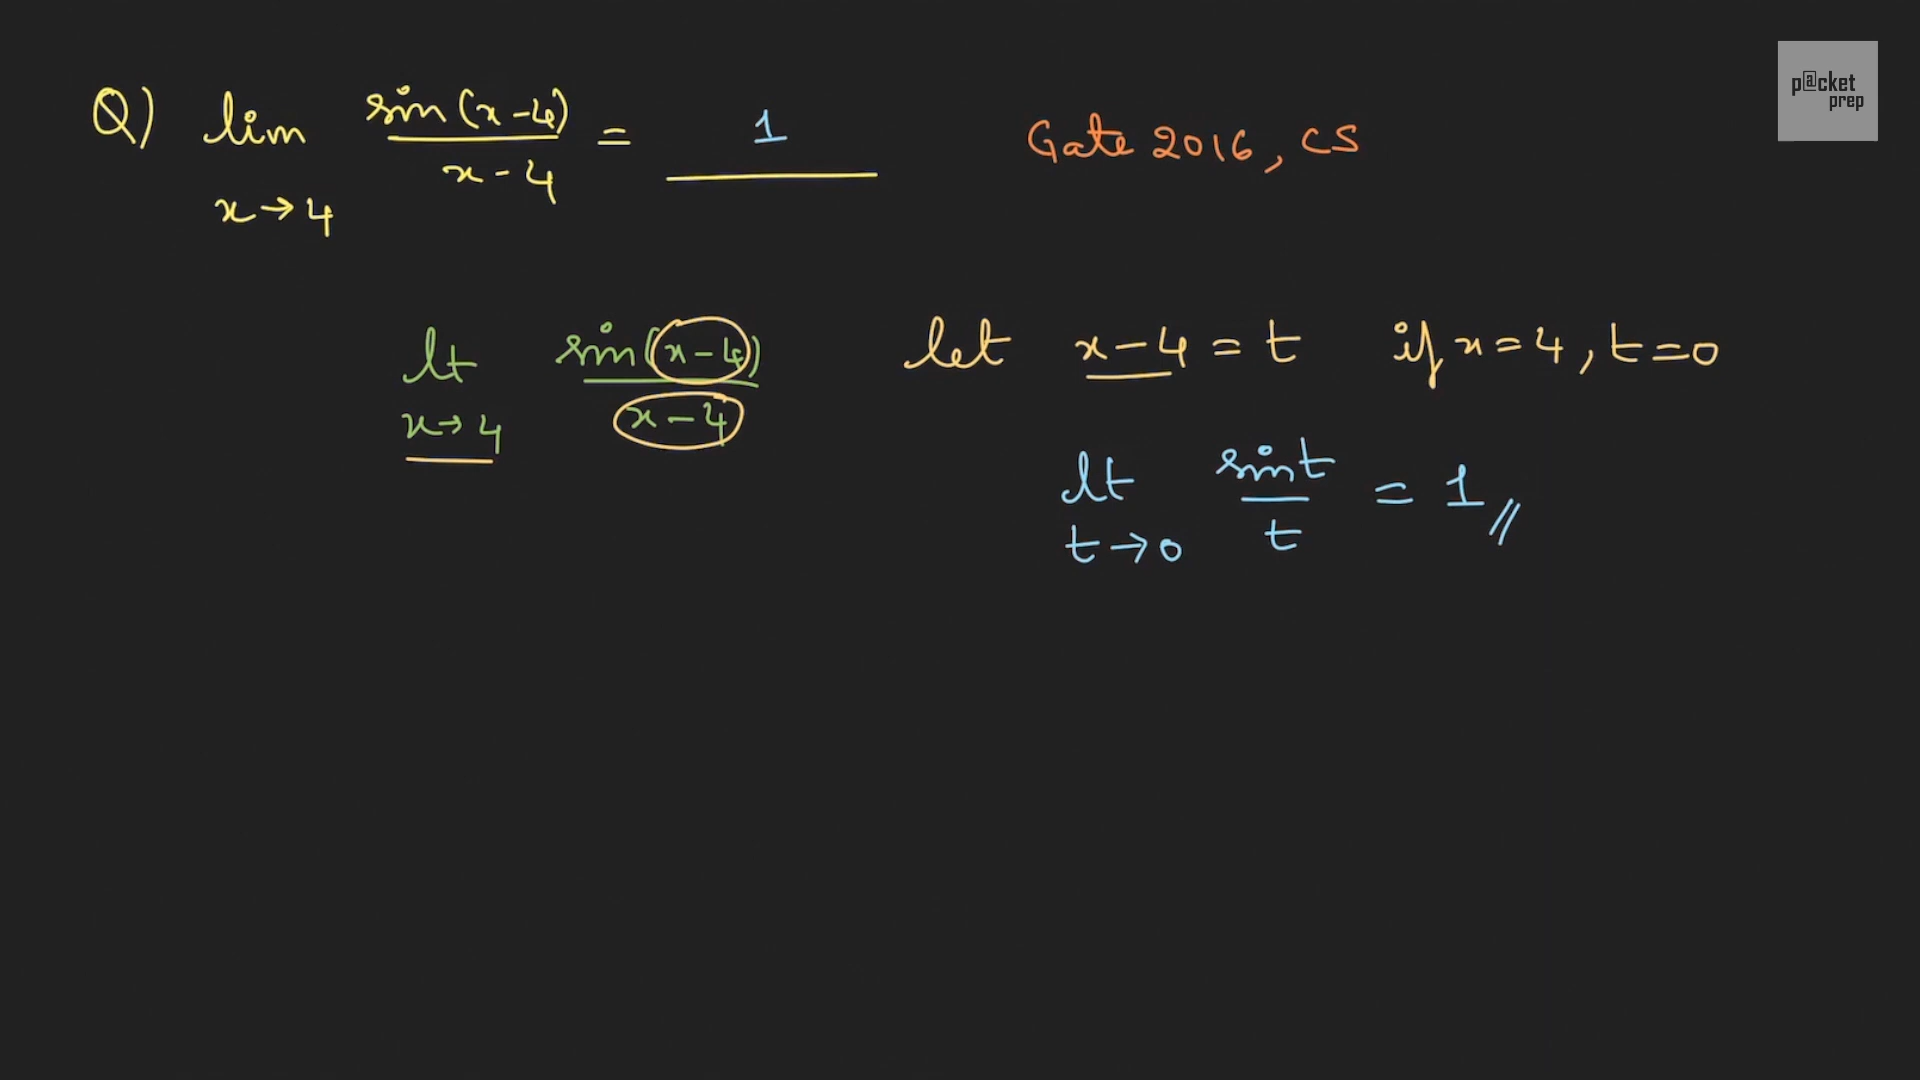 Q) lim x→4 sin(x-4) / x-4 = 1
Gate 2016, CS
p@cket prep
lt x→4 sin(x-4) / x-4
let x-4 = t if x=4, t=0
lt t→0 sin t / t = 1 //